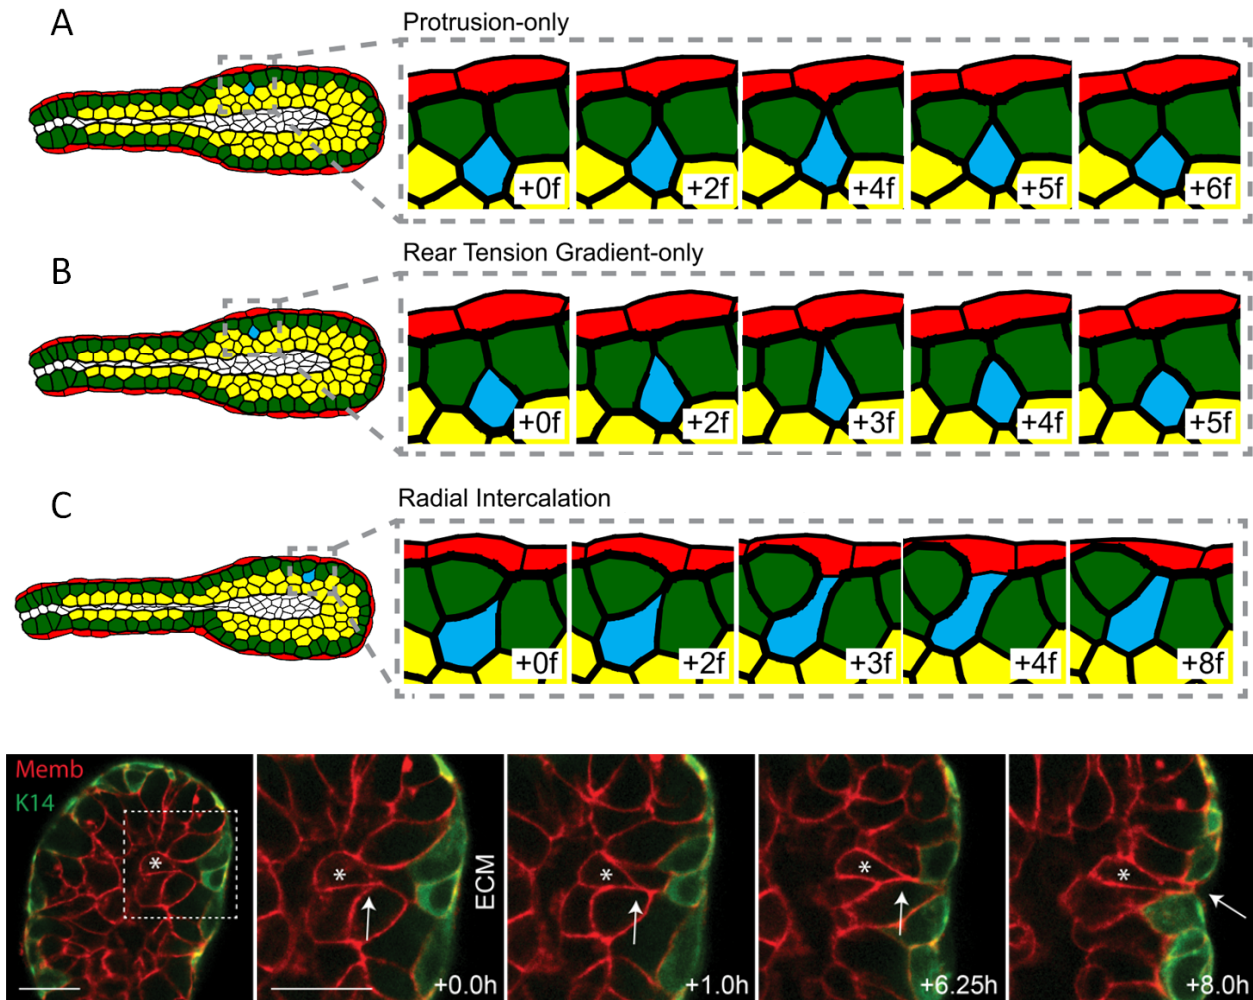 A
Protrusion-only
+0f
+2f
+4f
+5f
+6f
B
Rear Tension Gradient-only
+0f
+2f
+3f
+4f
+5f
C
Radial Intercalation
+0f
+2f
+3f
+4f
+8f
Memb
K14
*
*
ECM
+0.0h
*
+1.0h
*
+6.25h
*
+8.0h